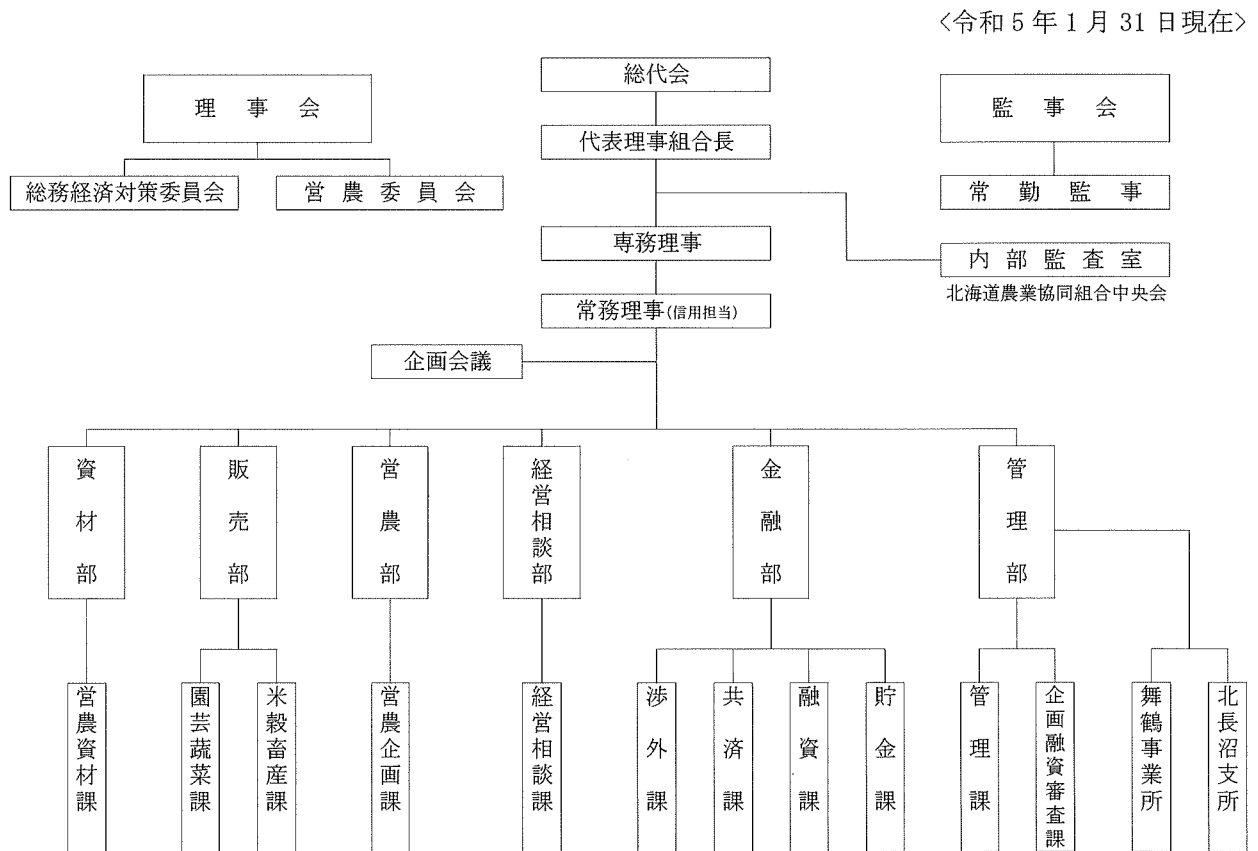 〈令和5年1月31日現在〉
総代会
理事会
監事会
代表理事組合長
総務経済対策委員会
営農委員会
常勤監事
専務理事
内部監査室
北海道農業協同組合中央会
常務理事(信用担当)
企画会議
資材部
販売部
営農部
経営相談部
金融部
管理部
営農資材課
園芸蔬菜課
米穀畜産課
営農企画課
経営相談課
渉外課
共済課
融資課
貯金課
管理課
企画融資審査課
舞鶴事業所
北長沼支所